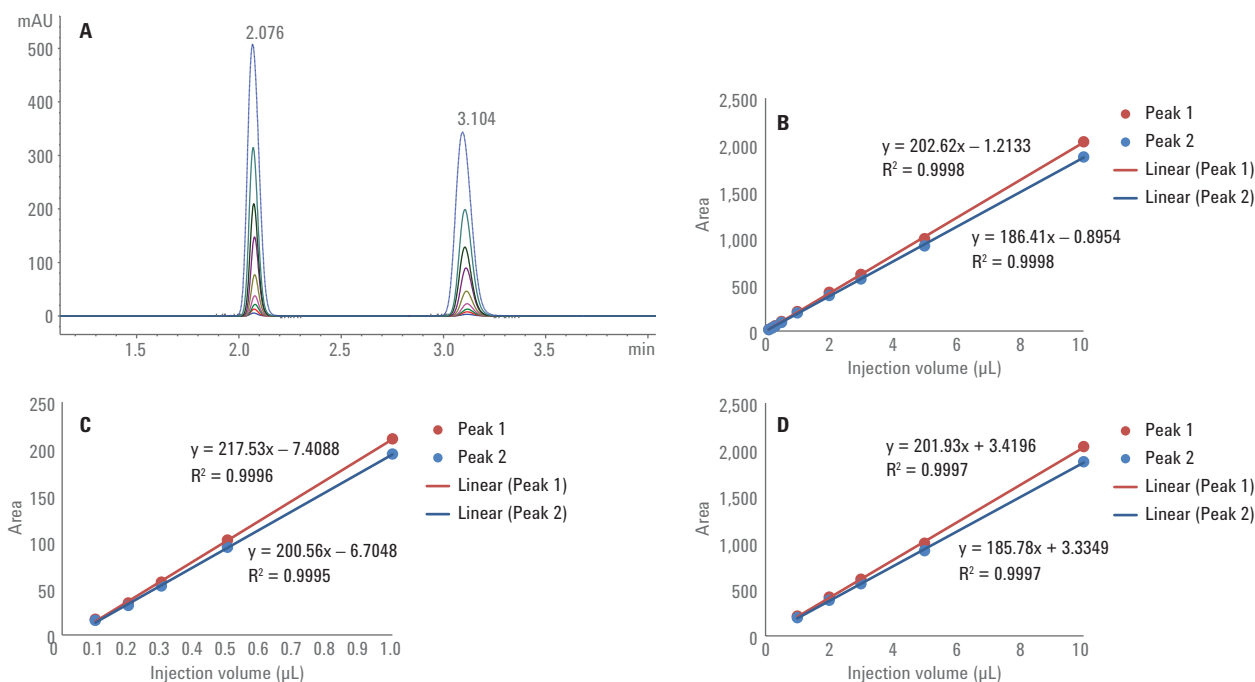 A
mAU
2.076
3.104
500
400
300
200
100
0
1.5
2.0
2.5
3.0
3.5
min
B
2,500
2,000
1,500
1,000
500
0
Area
0
2
4
6
8
10
Injection volume (µL)
y = 202.62x – 1.2133
R² = 0.9998
y = 186.41x – 0.8954
R² = 0.9998
Peak 1
Peak 2
Linear (Peak 1)
Linear (Peak 2)
C
250
200
150
100
50
0
Area
0
0.1
0.2
0.3
0.4
0.5
0.6
0.7
0.8
0.9
1.0
Injection volume (µL)
y = 217.53x – 7.4088
R² = 0.9996
y = 200.56x – 6.7048
R² = 0.9995
Peak 1
Peak 2
Linear (Peak 1)
Linear (Peak 2)
D
2,500
2,000
1,500
1,000
500
0
Area
0
2
4
6
8
10
Injection volume (µL)
y = 201.93x + 3.4196
R² = 0.9997
y = 185.78x + 3.3349
R² = 0.9997
Peak 1
Peak 2
Linear (Peak 1)
Linear (Peak 2)